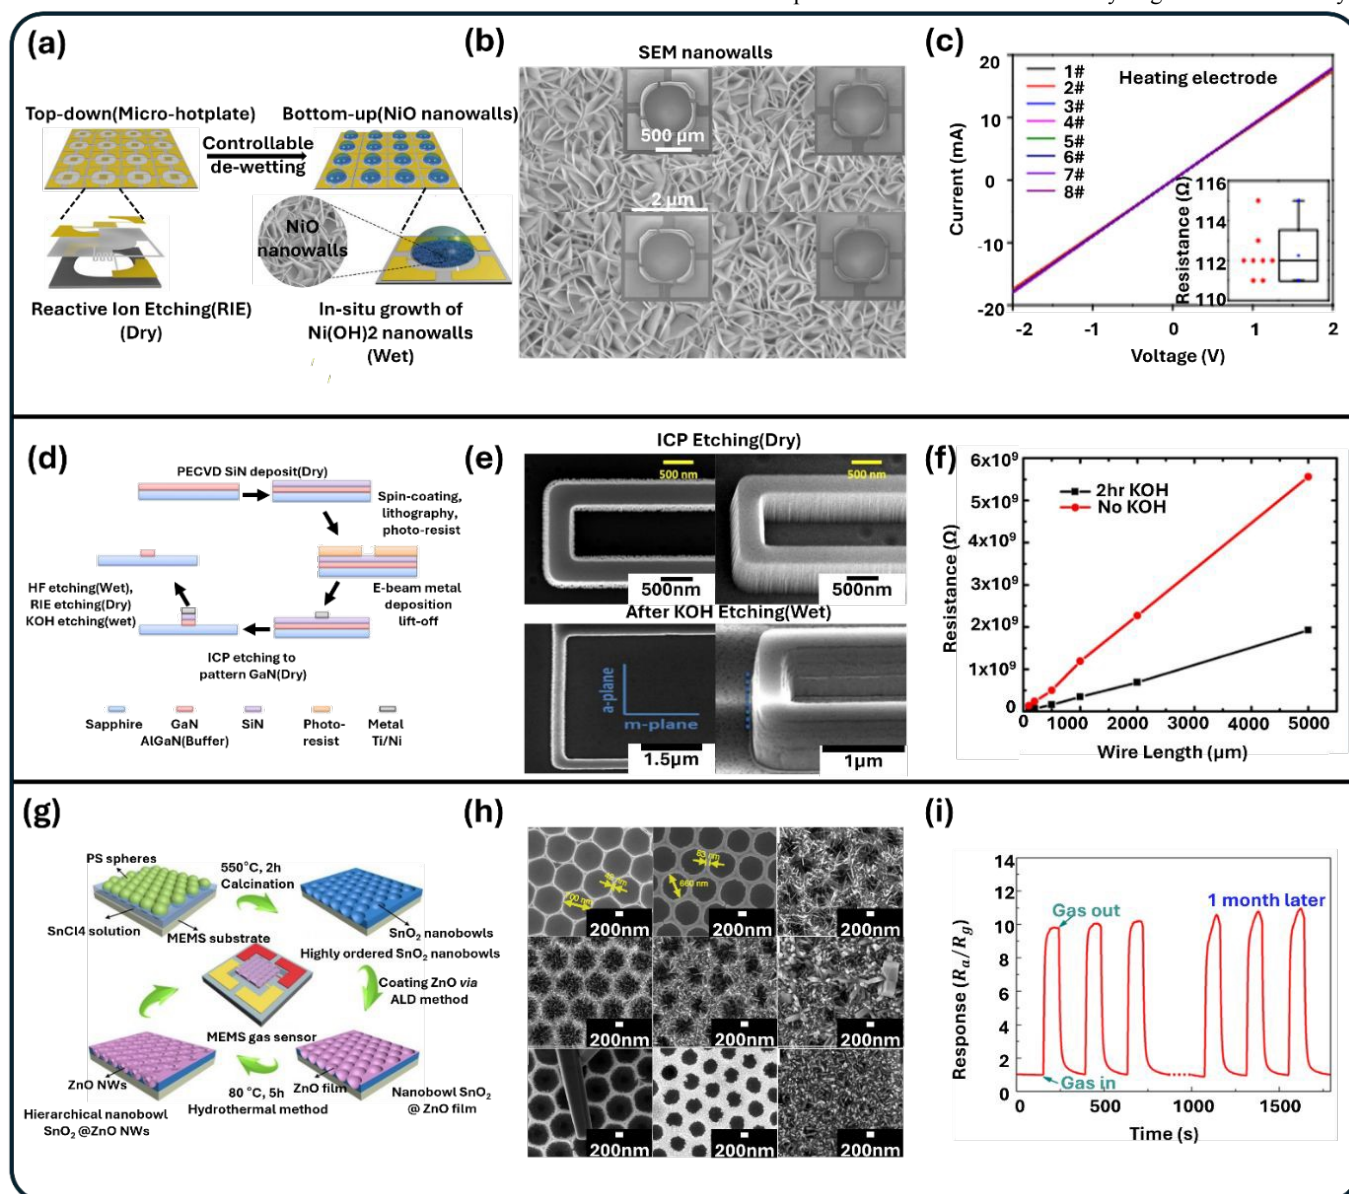 (a)
Top-down(Micro-hotplate)
Controllable
de-wetting
Bottom-up(NiO nanowalls)
NiO
nanowalls
Reactive Ion Etching(RIE)
(Dry)
In-situ growth of
Ni(OH)2 nanowalls
(Wet)
(b)
SEM nanowalls
500 µm
2 µm
(c)
Heating electrode
1#
2#
3#
4#
5#
6#
7#
8#
Current (mA)
20
10
0
-10
-20
-2
-1
0
1
2
Voltage (V)
Resistance (Ω)
116
114
112
110
(d)
PECVD SiN deposit(Dry)
Spin-coating,
lithography,
photo-resist
E-beam metal
deposition
lift-off
ICP etching to
pattern GaN(Dry)
HF etching(Wet),
RIE etching(Dry)
KOH etching(wet)
Sapphire
GaN
AlGaN(Buffer)
SiN
Photo-
resist
Metal
Ti/Ni
(e)
ICP Etching(Dry)
500 nm
500 nm
500nm
500nm
After KOH Etching(Wet)
a-plane
m-plane
1.5µm
1µm
(f)
2hr KOH
No KOH
Resistance (Ω)
6x10⁹
5x10⁹
4x10⁹
3x10⁹
2x10⁹
1x10⁹
0
0
1000
2000
3000
4000
5000
Wire Length (µm)
(g)
PS spheres
550°C, 2h
Calcination
SnCl4 solution
MEMS substrate
SnO₂ nanobowls
Highly ordered SnO₂ nanobowls
Coating ZnO via
ALD method
MEMS gas sensor
ZnO NWs
80 °C, 5h
Hydrothermal method
ZnO film
Nanobowl SnO₂
@ ZnO film
Hierarchical nanobowl
SnO₂ @ZnO NWs
(h)
83 nm
660 nm
200nm
200nm
200nm
200nm
200nm
200nm
200nm
200nm
200nm
(i)
Response (Ra/Rg)
14
12
10
8
6
4
2
0
Gas out
Gas in
1 month later
0
500
1000
1500
Time (s)